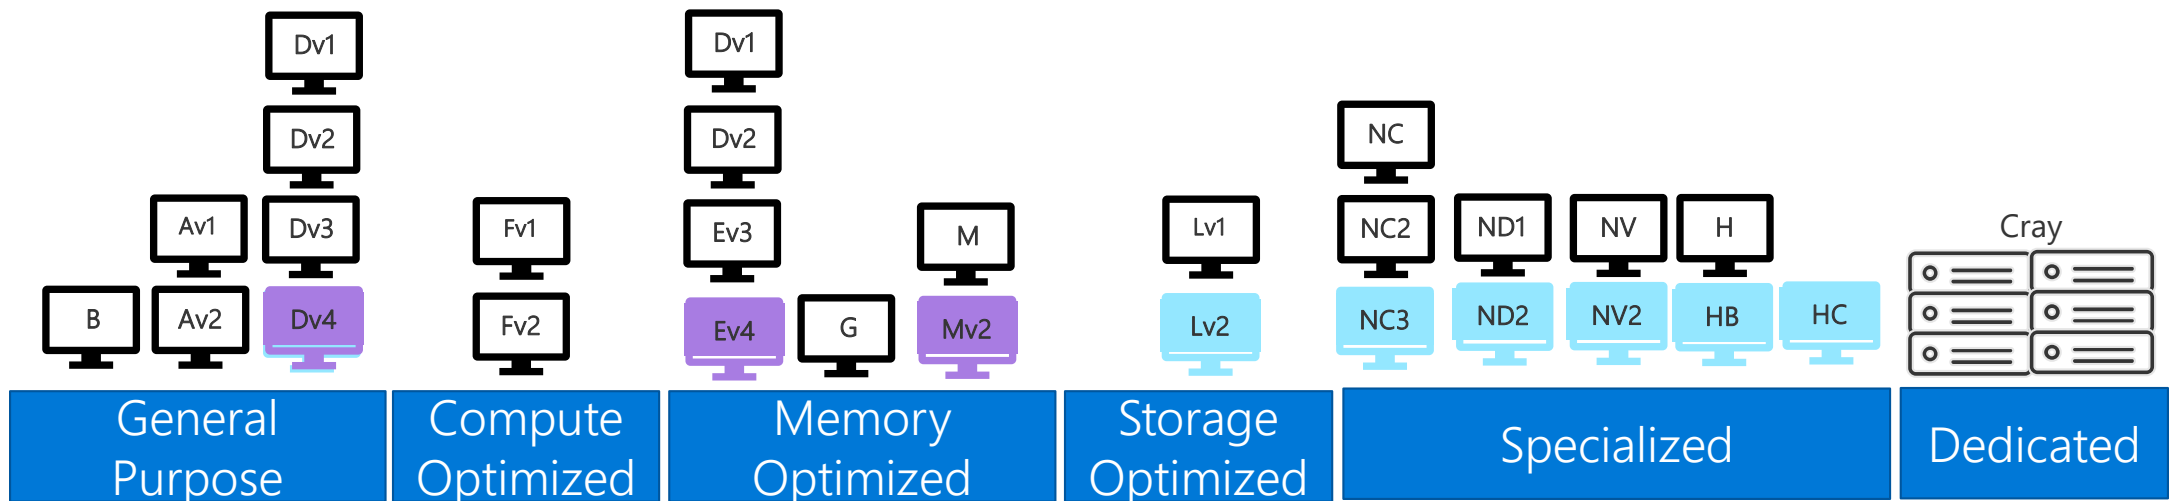 Dv1
Dv2
Av1
Dv3
B
Av2
Dv4
General
Purpose
Fv1
Fv2
Compute
Optimized
Dv1
Dv2
Ev3
M
Ev4
G
Mv2
Memory
Optimized
Lv1
Lv2
Storage
Optimized
NC
NC2
ND1
NV
H
NC3
ND2
NV2
HB
HC
Specialized
Cray
Dedicated